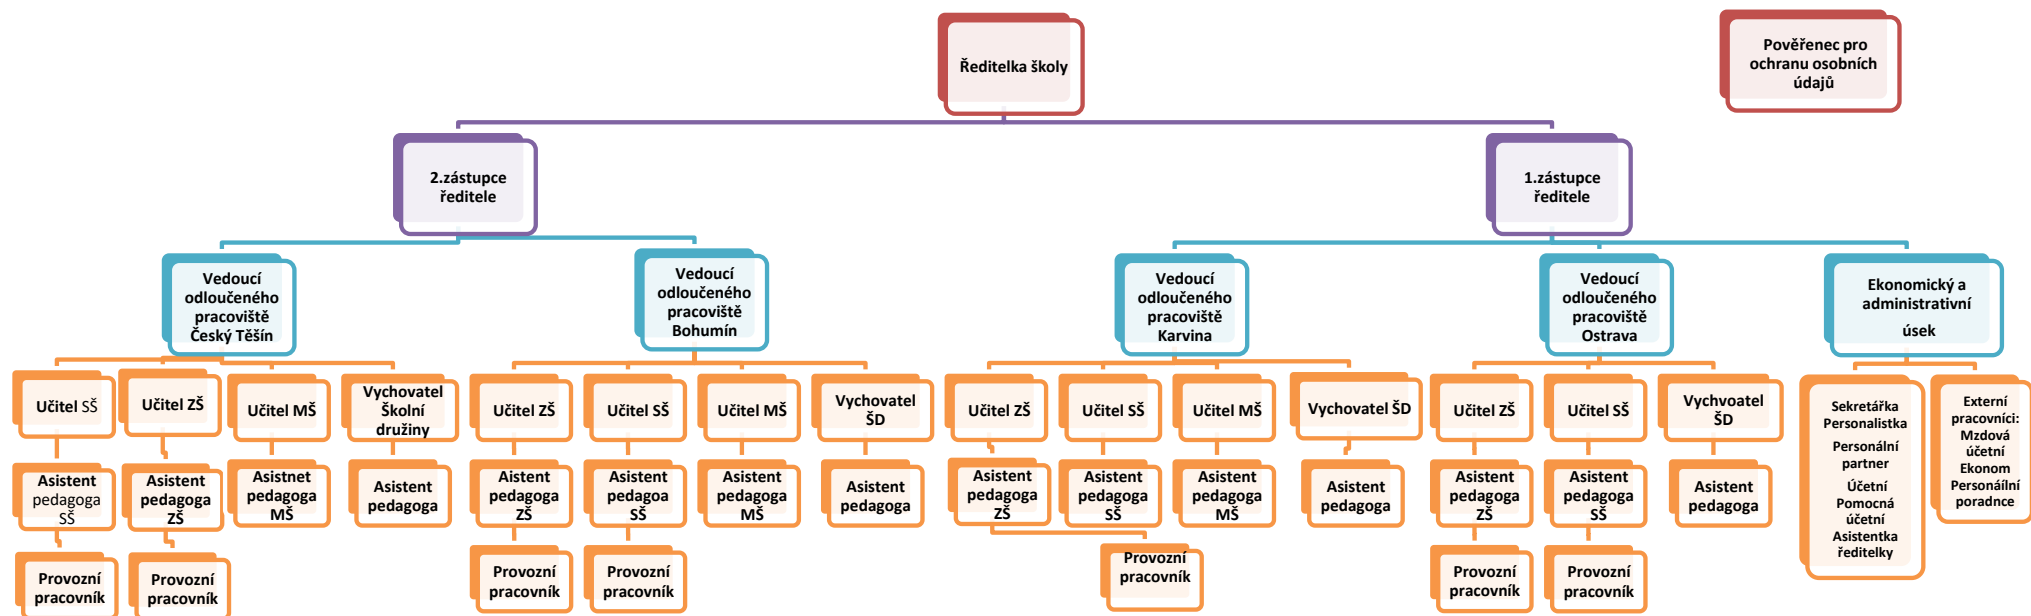 Ředitelka školy
Pověřenec pro
ochranu osobních
údajů
2.zástupce
ředitele
1.zástupce
ředitele
Vedoucí
odloučeného
pracoviště
Český Těšín
Vedoucí
odloučeného
pracoviště
Bohumín
Vedoucí
odloučeného
pracoviště
Karvina
Vedoucí
odloučeného
pracoviště
Ostrava
Ekonomický a
administrativní
úsek
Učitel SŠ
Učitel ZŠ
Učitel MŠ
Vychovatel
Školní
družiny
Učitel ZŠ
Učitel SŠ
Učitel MŠ
Vychovatel
ŠD
Učitel ZŠ
Učitel SŠ
Učitel MŠ
Vychovatel ŠD
Učitel ZŠ
Učitel SŠ
Vychvoatel
ŠD
Sekretářka
Personalistka
Personální
partner
Účetní
Pomocná
účetní
Asistentka
ředitelky
Externí
pracovníci:
Mzdová
účetní
Ekonom
Personáílní
poradnce
Asistent
pedagoga
SŠ
Asistent
pedagoga
ZŠ
Asistnet
pedagoga
MŠ
Asistent
pedagoga
Aistent
pedagoga
ZŠ
Asistent
pedagoa
SŠ
Asistent
pedagoga
MŠ
Asistent
pedagoga
Asistent
pedagoga
ZŠ
Asistent
pedagoga
SŠ
Asistent
pedagoga
MŠ
Asistent
pedagoga
Asistent
pedagoga
ZŠ
Asistent
pedagoga
SŠ
Asistent
pedagoga
Provozní
pracovník
Provozní
pracovník
Provozní
pracovník
Provozní
pracovník
Provozní
pracovník
Provozní
pracovník
Provozní
pracovník